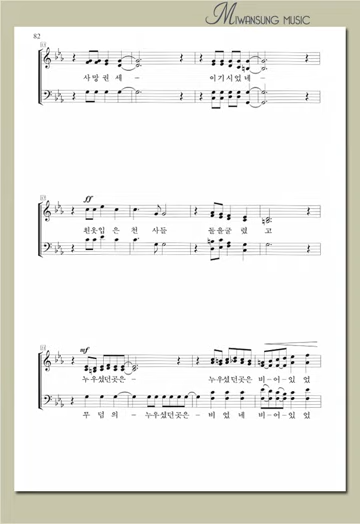 MIWANSUNG MUSIC
82
사망권세 – 이기시었네 –
ff
흰옷입은천 사들 돌을굴렸고
mf
누우셨던곳은 – 누우셨던곳은 비 – 어 – 있었
무덤의 – 누우셨던곳은 – 비었네비 – 어 – 있었